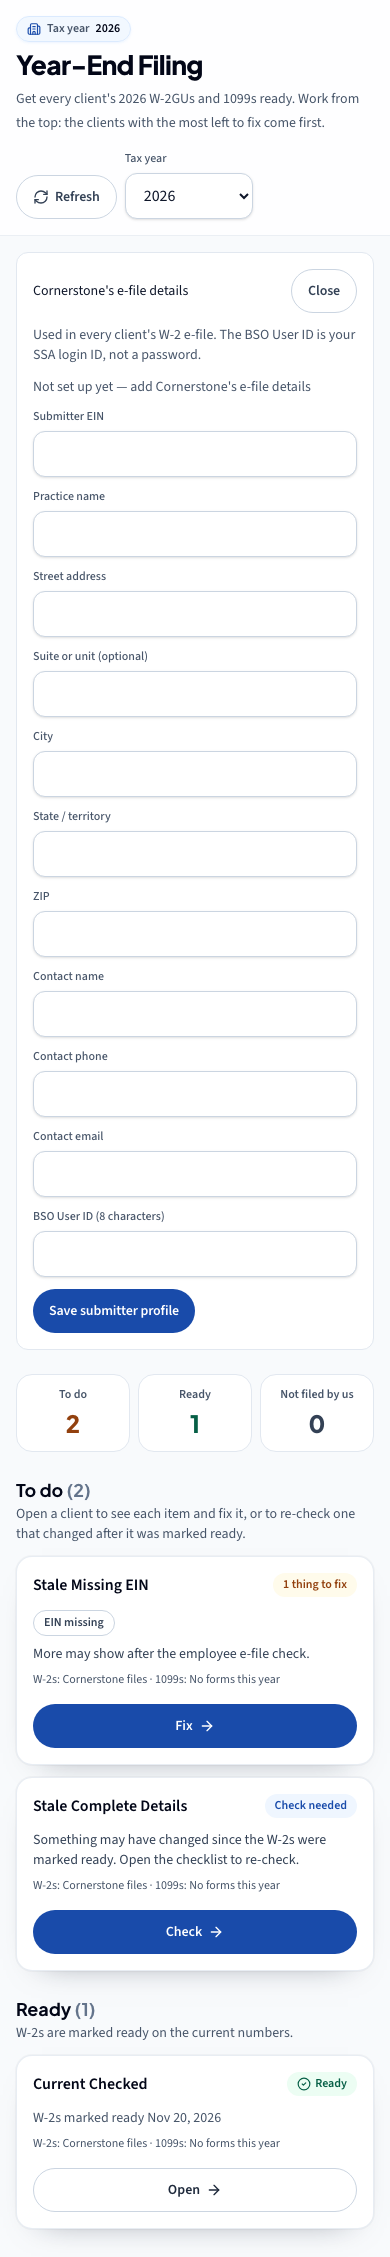 Tax year 2026
Year-End Filing
Get every client's 2026 W-2GUs and 1099s ready. Work from
the top: the clients with the most left to fix come first.
Tax year
Refresh
2026
Cornerstone's e-file details
Close
Used in every client's W-2 e-file. The BSO User ID is your
SSA login ID, not a password.
Not set up yet — add Cornerstone's e-file details
Submitter EIN
Practice name
Street address
Suite or unit (optional)
City
State / territory
ZIP
Contact name
Contact phone
Contact email
BSO User ID (8 characters)
Save submitter profile
To do
Ready
Not filed by us
2
1
0
To do (2)
Open a client to see each item and fix it, or to re-check one
that changed after it was marked ready.
Stale Missing EIN
1 thing to fix
EIN missing
More may show after the employee e-file check.
W-2s: Cornerstone files · 1099s: No forms this year
Fix →
Stale Complete Details
Check needed
Something may have changed since the W-2s were
marked ready. Open the checklist to re-check.
W-2s: Cornerstone files · 1099s: No forms this year
Check →
Ready (1)
W-2s are marked ready on the current numbers.
Current Checked
Ready
W-2s marked ready Nov 20, 2026
W-2s: Cornerstone files · 1099s: No forms this year
Open →